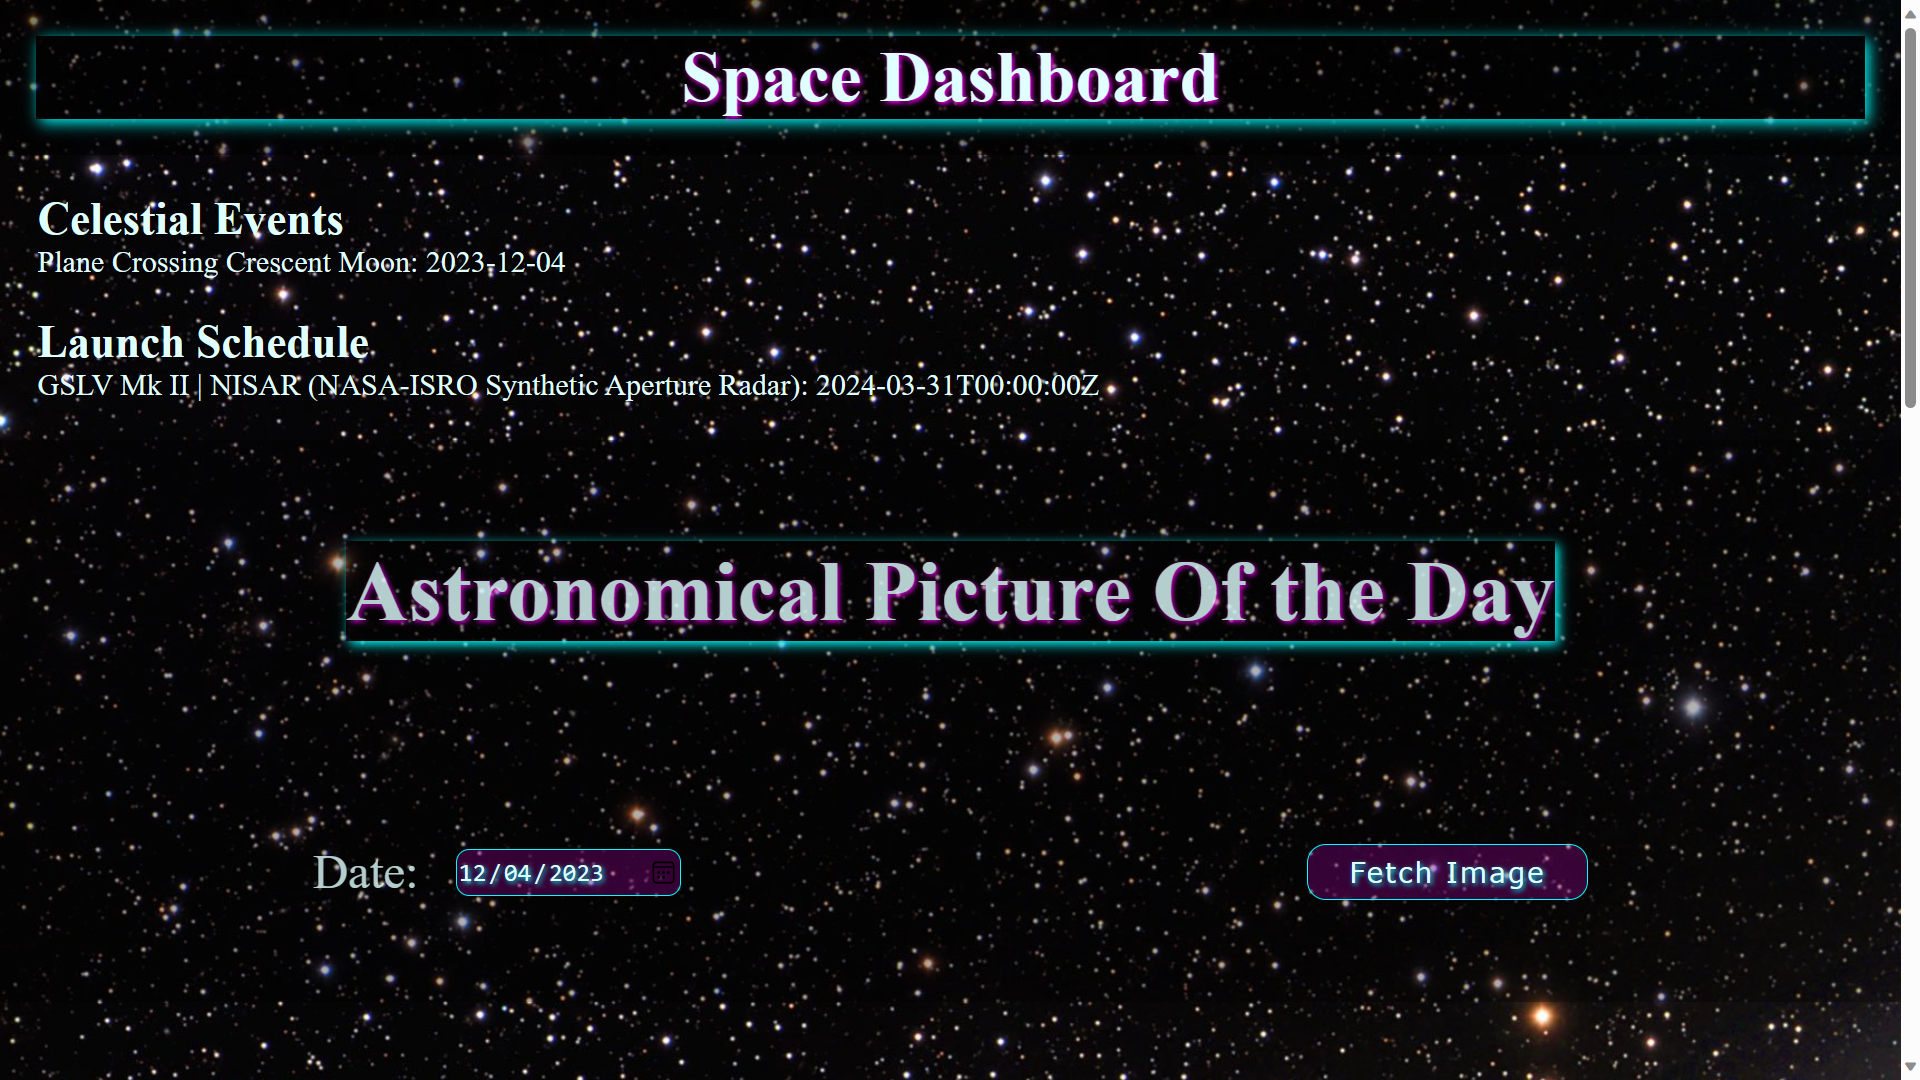 Space Dashboard
Celestial Events
Plane Crossing Crescent Moon: 2023-12-04
Launch Schedule
GSLV Mk II | NISAR (NASA-ISRO Synthetic Aperture Radar): 2024-03-31T00:00:00Z
Astronomical Picture Of the Day
Date: 12/04/2023 Fetch Image